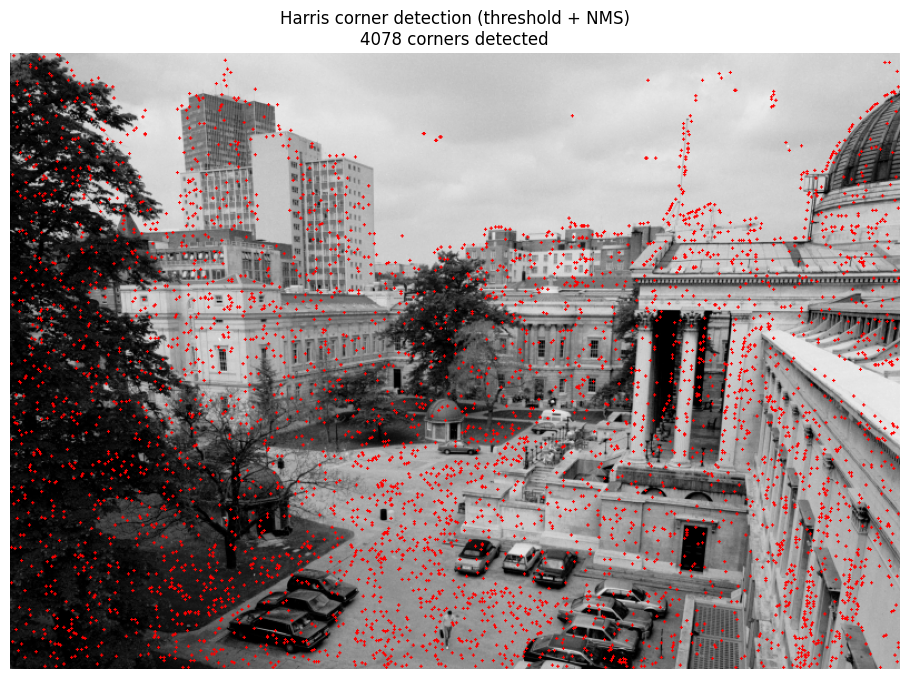 Harris corner detection (threshold + NMS)
4078 corners detected